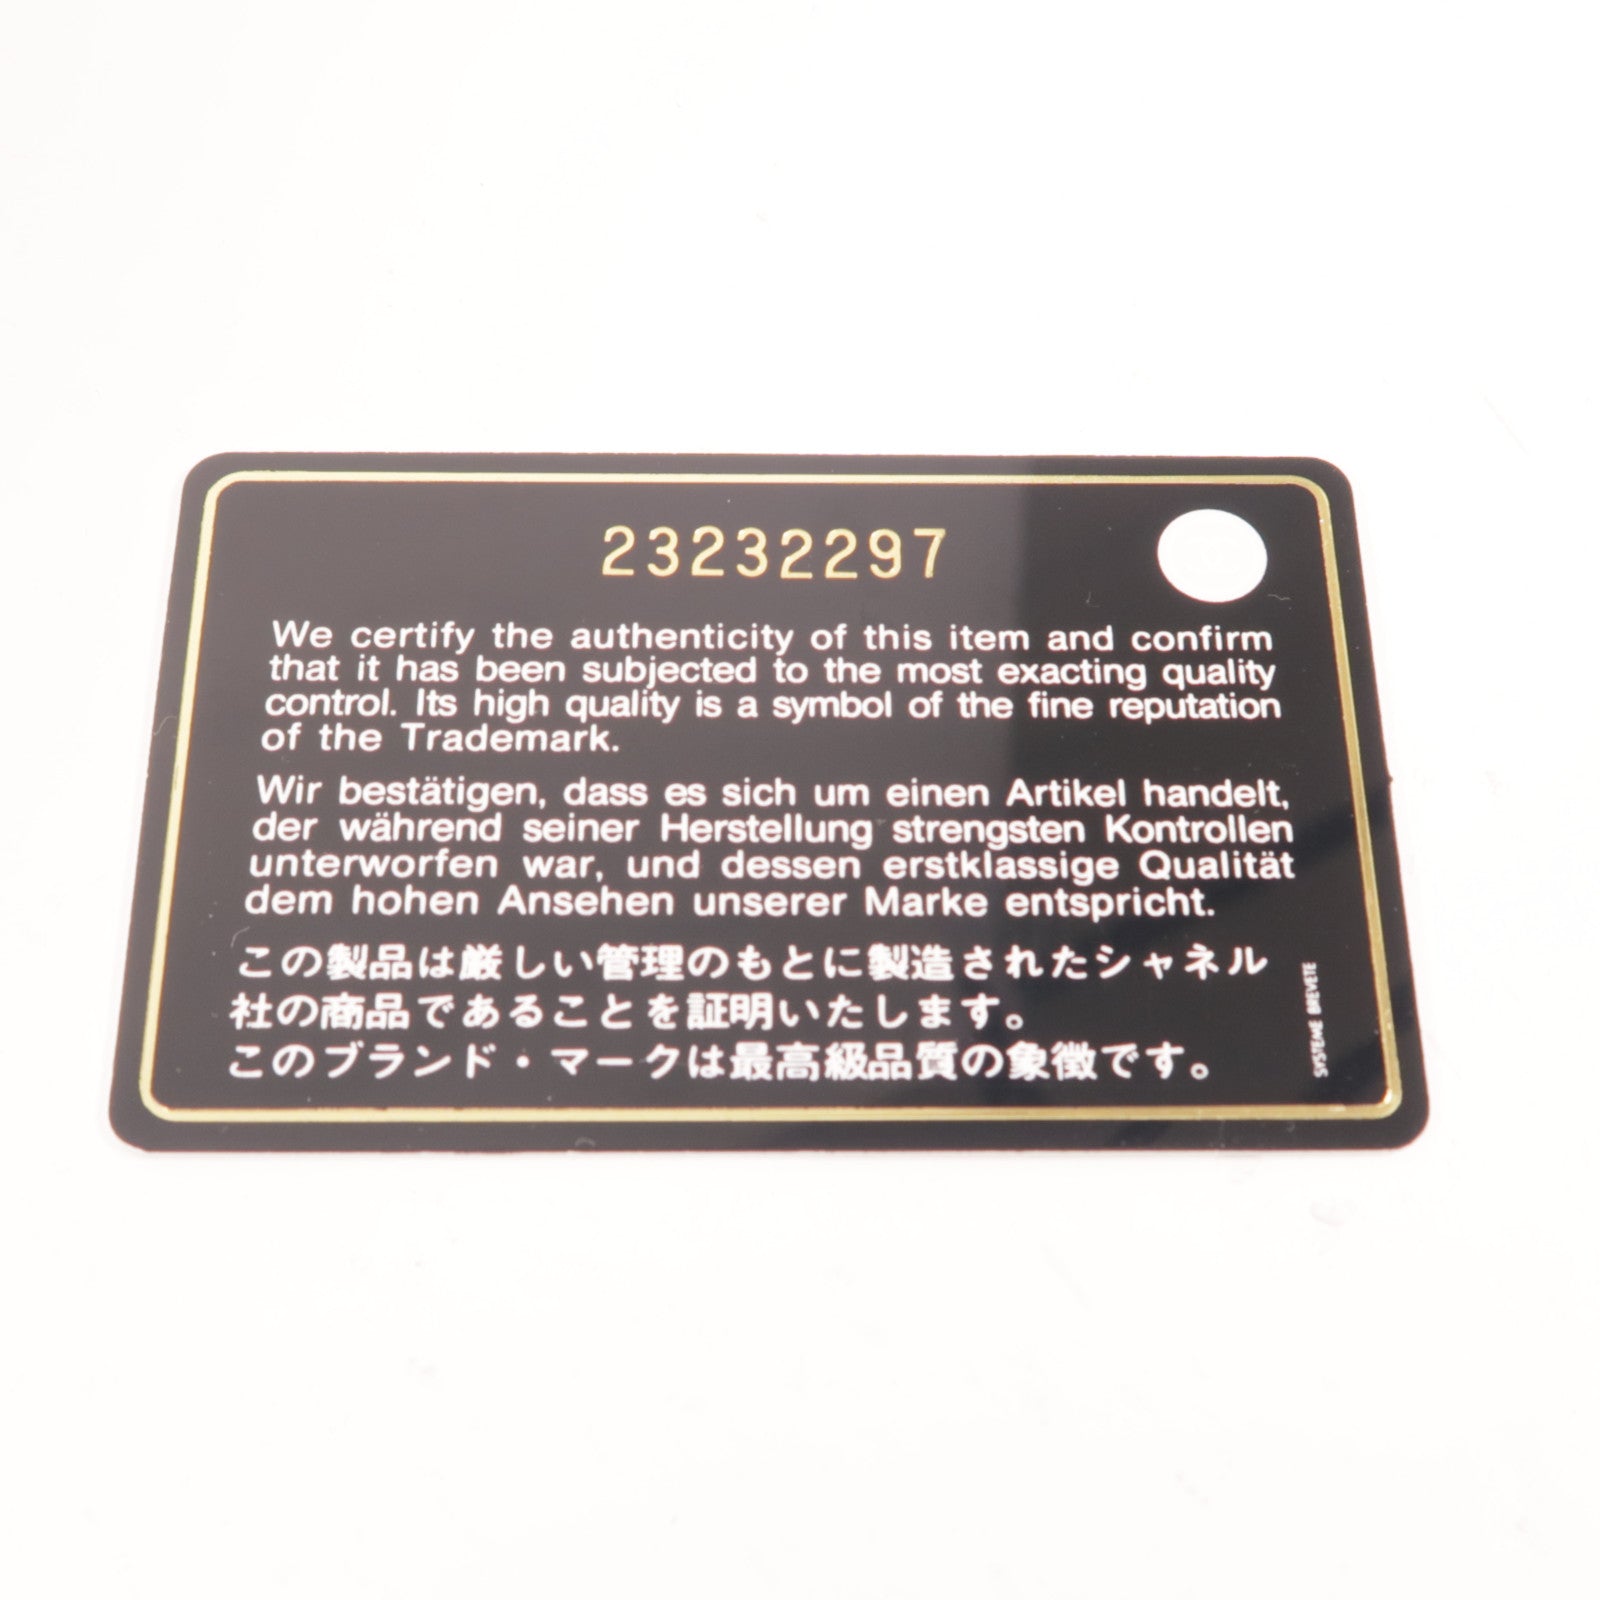 23232297
We certify the authenticity of this item and confirm
that it has been subjected to the most exacting quality
control. Its high quality is a symbol of the fine reputation
of the Trademark.
Wir bestätigen, dass es sich um einen Artikel handelt,
der während seiner Herstellung strengsten Kontrollen
unterworfen war, und dessen erstklassige Qualität
dem hohen Ansehen unserer Marke entspricht.
この製品は厳しい管理のもとに製造されたシャネル
社の商品であることを証明いたします。
このブランド・マークは最高級品質の象徴です。
SYSTEME BREVETE